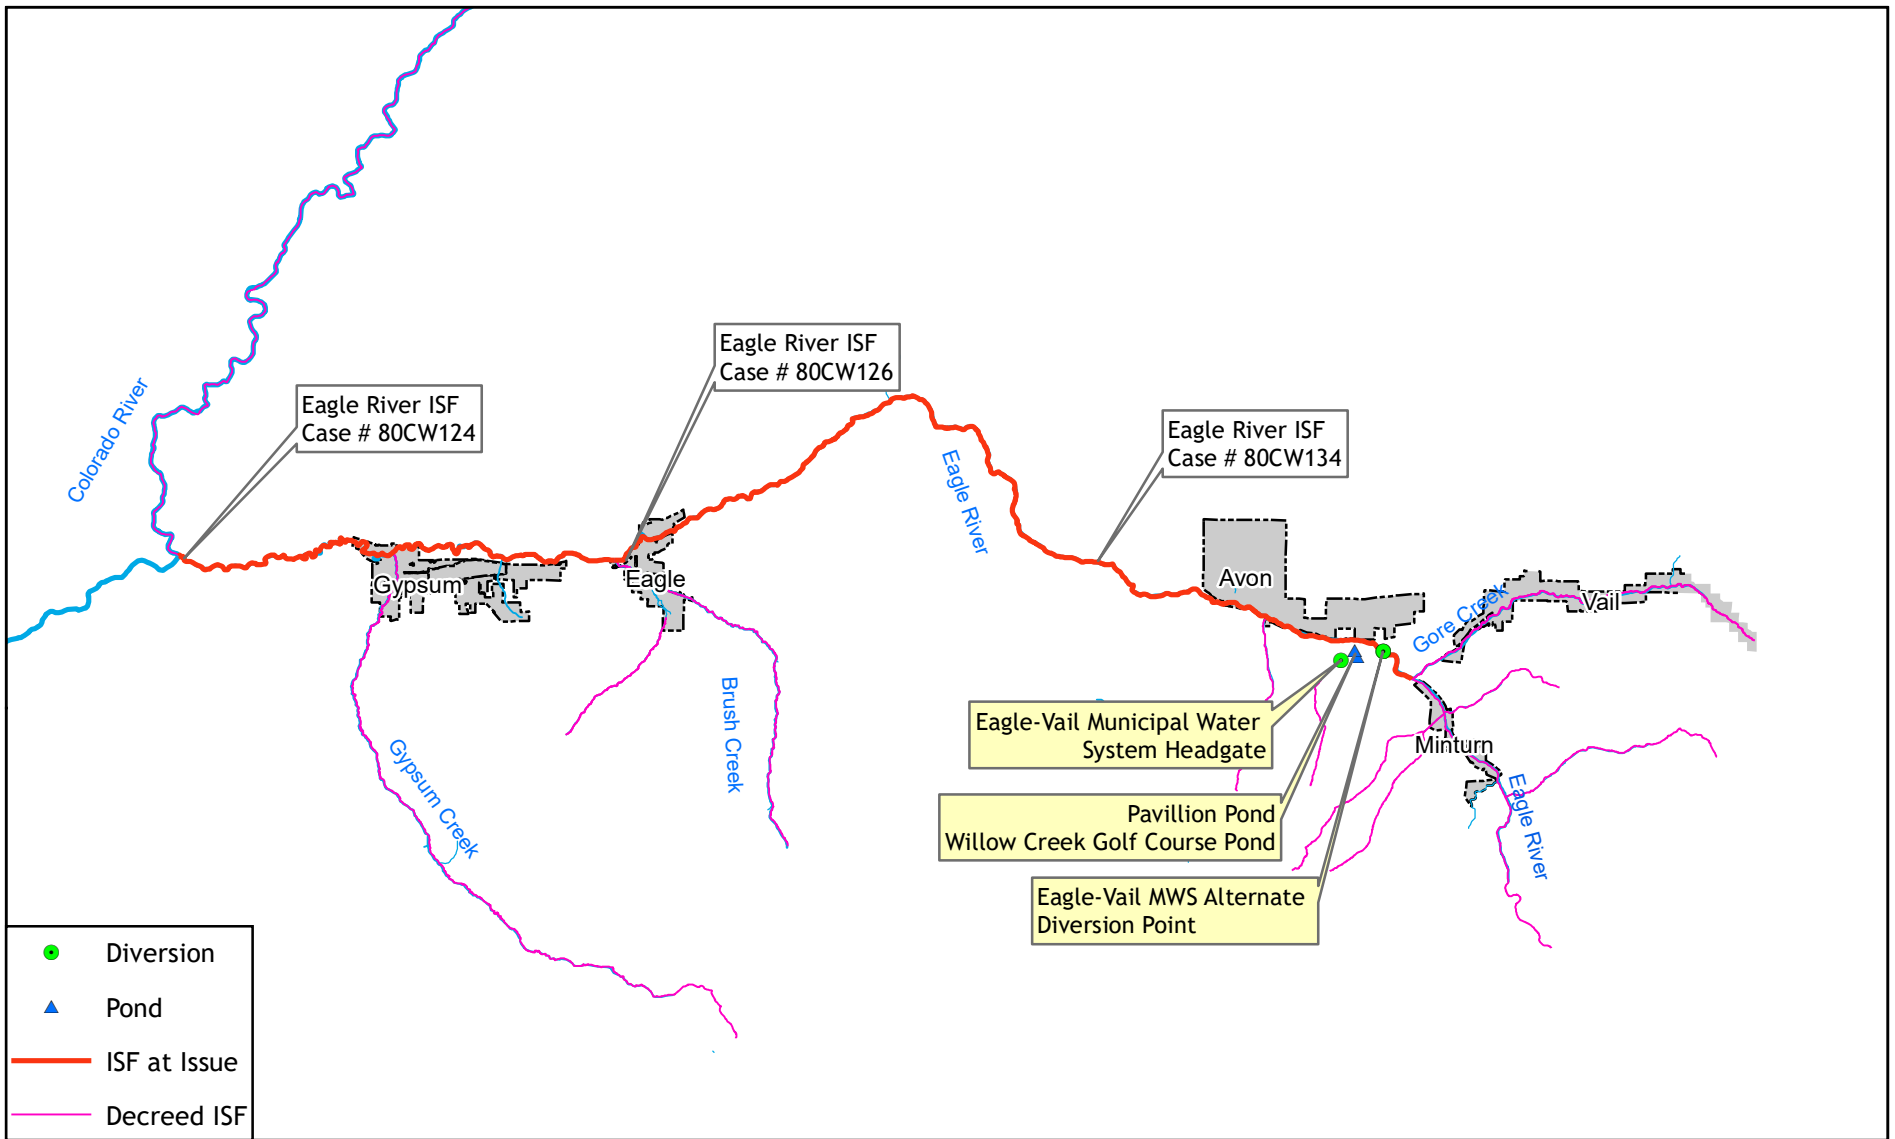 Eagle River ISF
Case # 80CW126
Eagle River ISF
Case # 80CW124
Eagle River ISF
Case # 80CW134
Colorado River
Eagle River
Gypsum
Eagle
Avon
Gore Creek
Vail
Brush Creek
Gypsum Creek
Minturn
Eagle River
Eagle-Vail Municipal Water
System Headgate
Pavillion Pond
Willow Creek Golf Course Pond
Eagle-Vail MWS Alternate
Diversion Point
Diversion
Pond
ISF at Issue
Decreed ISF